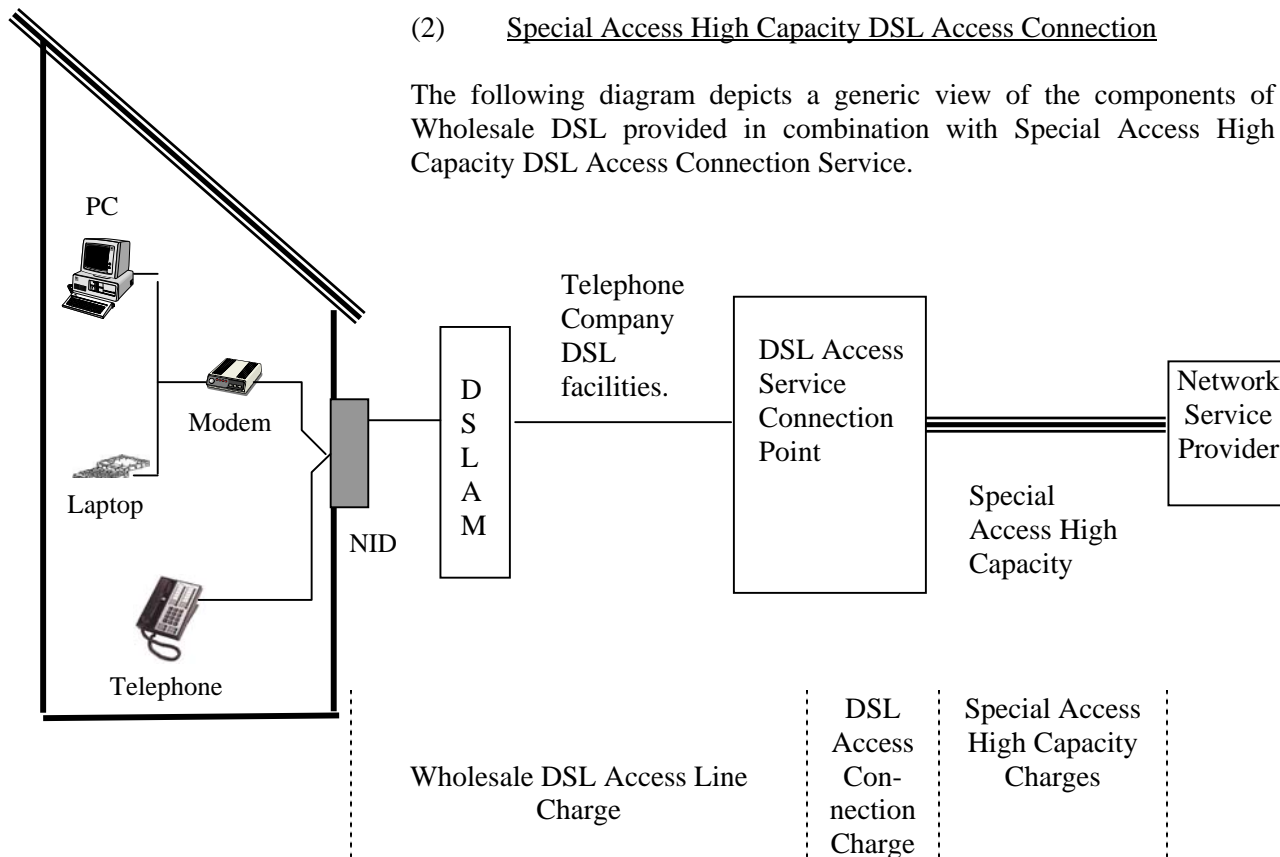 (2) Special Access High Capacity DSL Access Connection
The following diagram depicts a generic view of the components of
Wholesale DSL provided in combination with Special Access High
Capacity DSL Access Connection Service.
PC
Modem
Laptop
Telephone
NID
D
S
L
A
M
Telephone
Company
DSL
facilities.
DSL Access
Service
Connection
Point
Special
Access High
Capacity
Network
Service
Provider
Wholesale DSL Access Line
Charge
DSL
Access
Con-
nection
Charge
Special Access
High Capacity
Charges